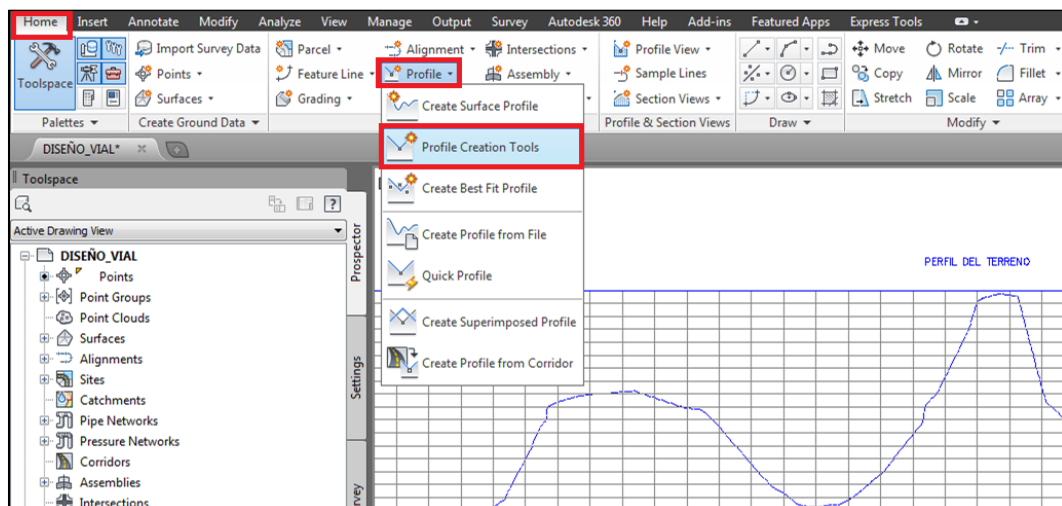 Home Insert Annotate Modify Analyze View Manage Output Survey Autodesk 360 Help Add-ins Featured Apps Express Tools
Toolspace
Import Survey Data
Points
Surfaces
Parcel
Feature Line
Grading
Alignment
Profile
Intersections
Assembly
Profile View
Sample Lines
Section Views
Move
Copy
Stretch
Rotate
Mirror
Scale
Trim
Fillet
Array
Palettes
Create Ground Data
Profile & Section Views
Draw
Modify
Create Surface Profile
Profile Creation Tools
Create Best Fit Profile
Create Profile from File
Quick Profile
Create Superimposed Profile
Create Profile from Corridor
DISEÑO_VIAL*
Toolspace
Active Drawing View
DISEÑO_VIAL
Points
Point Groups
Point Clouds
Surfaces
Alignments
Sites
Catchments
Pipe Networks
Pressure Networks
Corridors
Assemblies
Intersections
Prospector
Settings
PERFIL DEL TERRENO